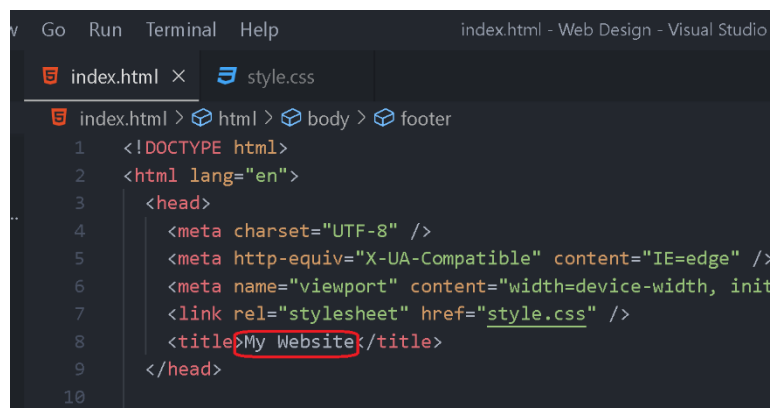 Go Run Terminal Help index.html - Web Design - Visual Studio
index.html × style.css
index.html > html > body > footer
1 <!DOCTYPE html>
2 <html lang="en">
3 <head>
4 <meta charset="UTF-8" />
5 <meta http-equiv="X-UA-Compatible" content="IE=edge" />
6 <meta name="viewport" content="width=device-width, init
7 <link rel="stylesheet" href="style.css" />
8 <title>My Website</title>
9 </head>
10